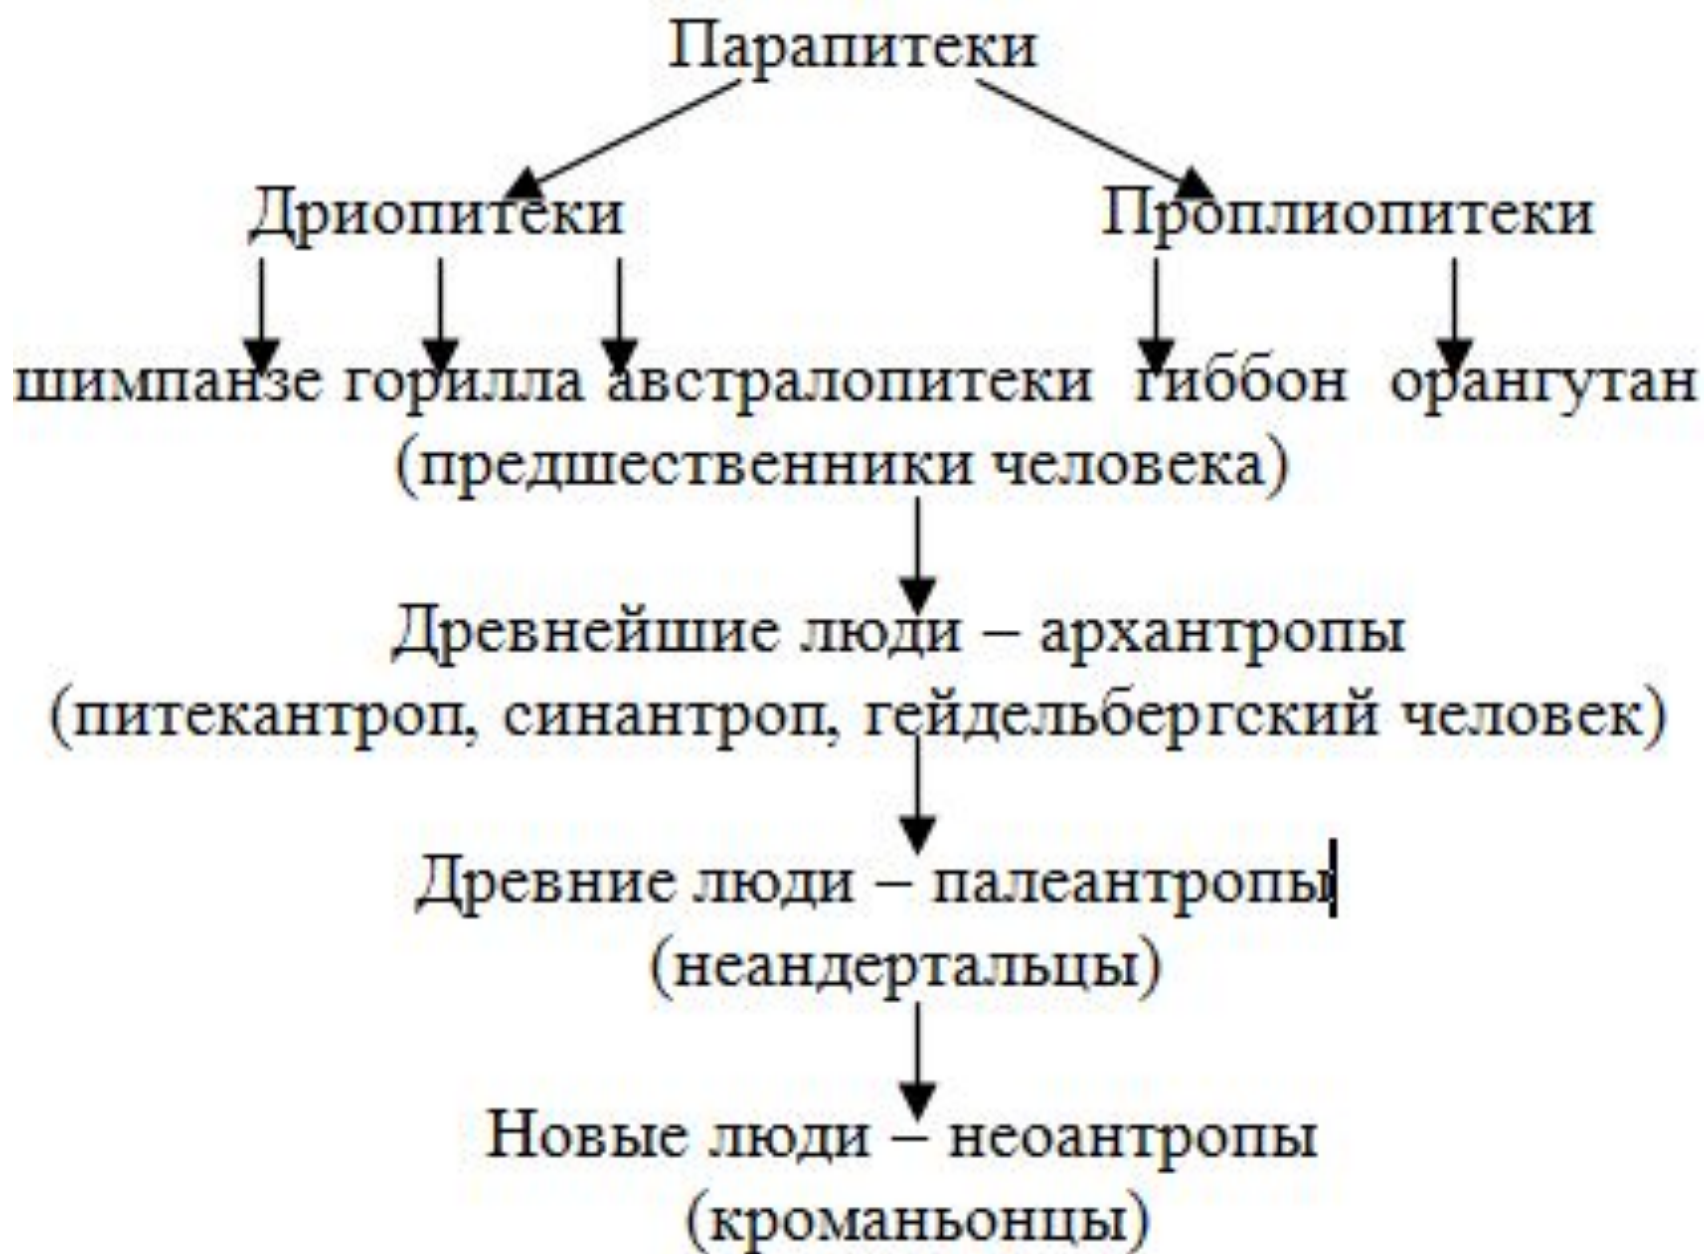 Парапитеки
Дриопитеки Проплиопитеки
шимпанзе горилла австралопитеки гиббон орангутан
(предшественники человека)
Древнейшие люди – архантропы
(питекантроп, синантроп, гейдельбергский человек)
Древние люди – палеантропы
(неандертальцы)
Новые люди – неоантропы
(кроманьонцы)